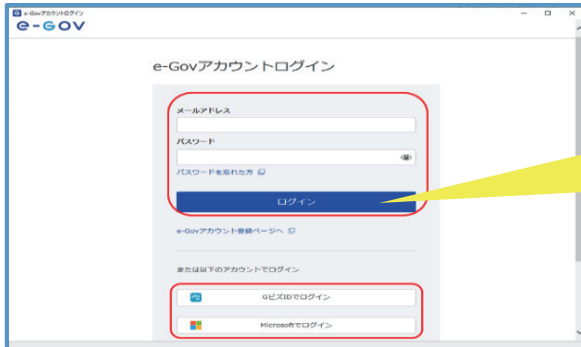 e-Govアカウントログイン
e-GOV
e-Govアカウントログイン
メールアドレス
パスワード
パスワードを忘れた方
ログイン
e-Govアカウント登録ページへ
または以下のアカウントでログイン
GビズIDでログイン
Microsoftでログイン